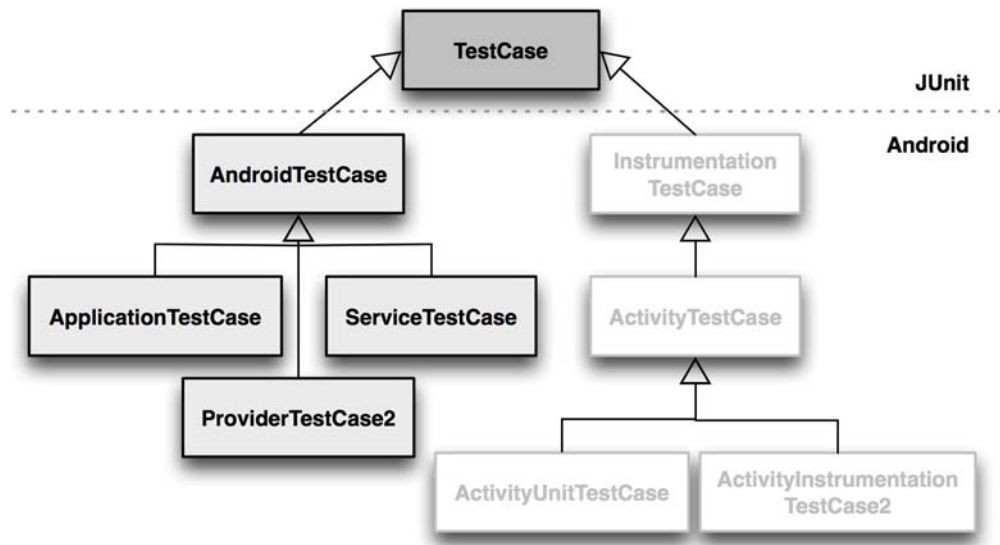 TestCase
JUnit
Android
AndroidTestCase
Instrumentation
TestCase
ApplicationTestCase
ServiceTestCase
ActivityTestCase
ProviderTestCase2
ActivityUnitTestCase
ActivityInstrumentation
TestCase2